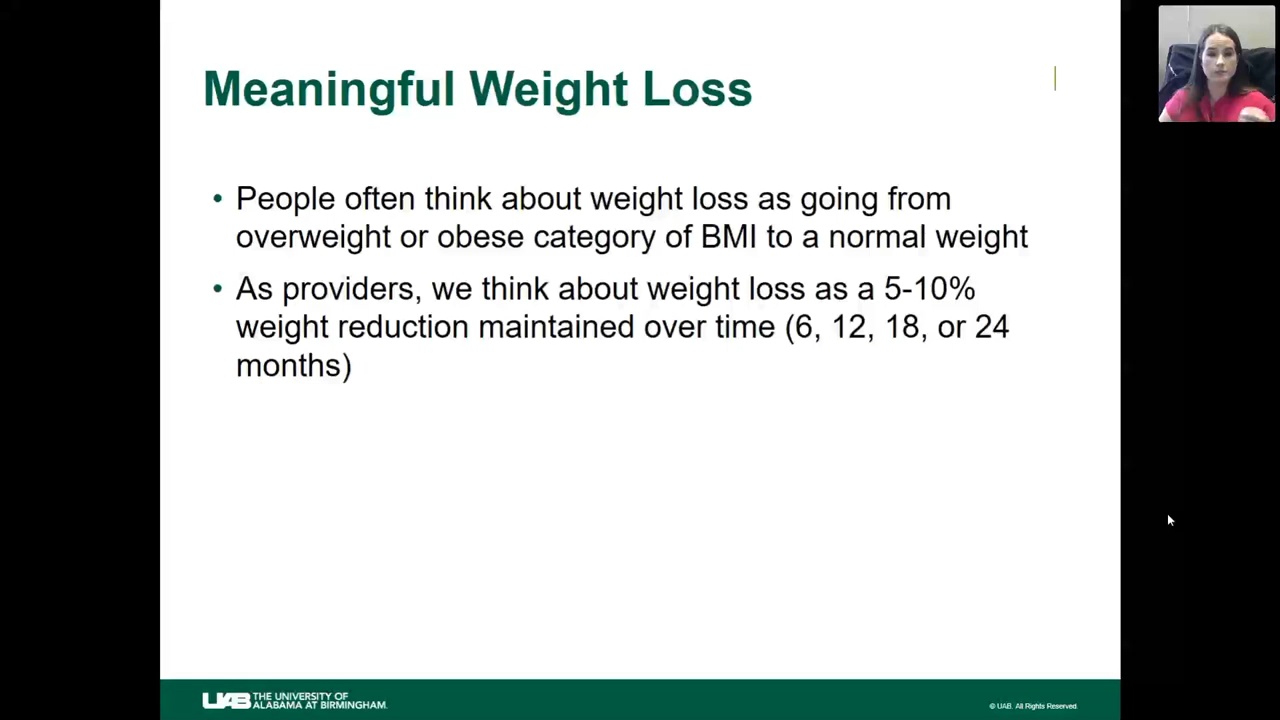 Meaningful Weight Loss
• People often think about weight loss as going from
overweight or obese category of BMI to a normal weight
• As providers, we think about weight loss as a 5-10%
weight reduction maintained over time (6, 12, 18, or 24
months)
UAB THE UNIVERSITY OF
ALABAMA AT BIRMINGHAM.
© UAB. All Rights Reserved.